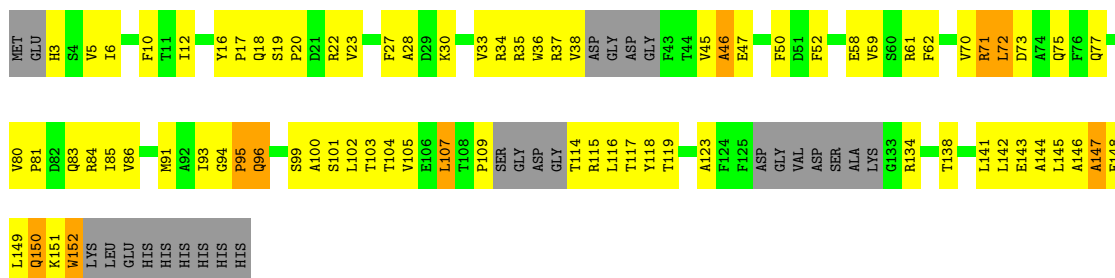 MET GLU H3 S4 V5 I6 F10 T11 I12 Y16 P17 Q18 S19 P20 D21 R22 V23 F27 A28 D29 K30 V33 R34 R35 W36 R37 V38 ASP GLY ASP GLY F43 T44 V45 A46 E47 F50 D51 F52 E58 V59 S60 R61 F62 V70 R71 L72 D73 A74 Q75 F76 Q77
V80 P81 D82 Q83 R84 I85 V86 M91 A92 I93 G94 P95 Q96 S99 A100 S101 L102 T103 T104 V105 E106 L107 T108 P109 SER GLY ASP GLY T114 R115 L116 T117 Y118 T119 A123 F124 F125 ASP GLY VAL ASP SER ALA LYS G133 R134 T138 L141 L142 E143 A144 L145 A146 A147
L149 Q150 K151 W152 LYS LEU GLU HIS HIS HIS HIS HIS HIS